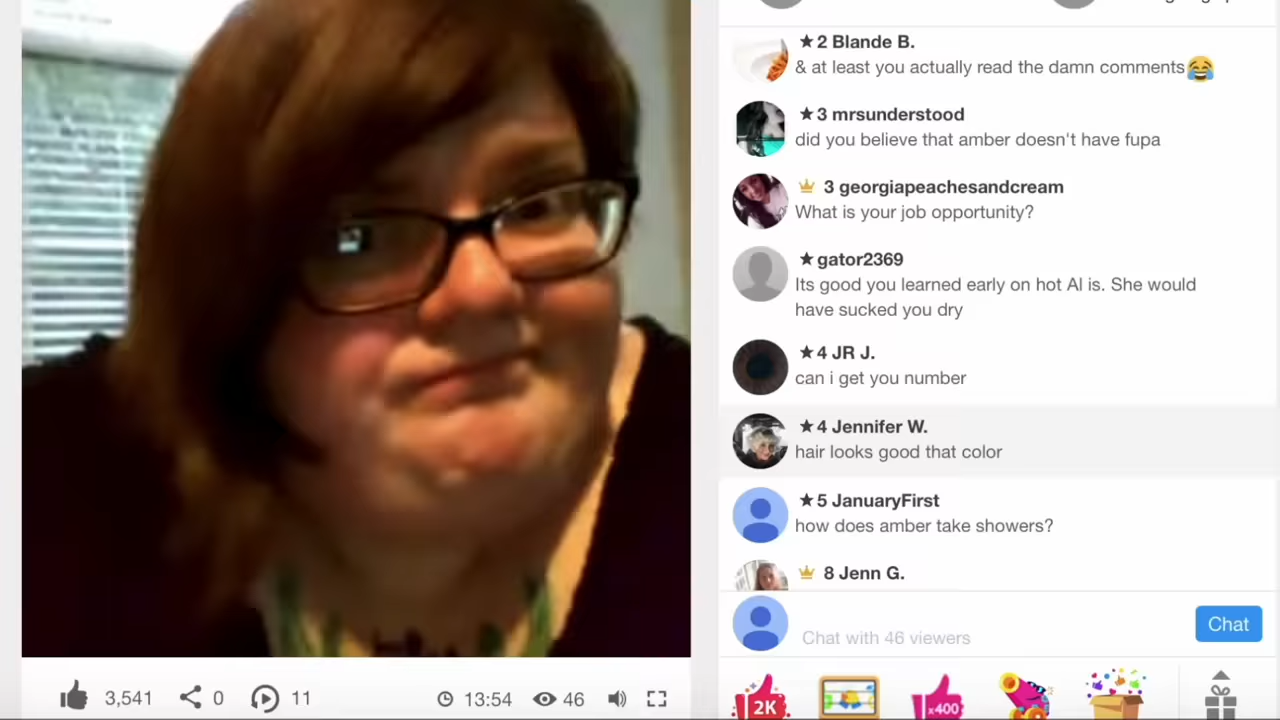 ★2 Blande B.
& at least you actually read the damn comments😂
★3 mrsunderstood
did you believe that amber doesn't have fupa
3 georgiapeachesandcream
What is your job opportunity?
★gator2369
Its good you learned early on hot Al is. She would
have sucked you dry
★4 JR J.
can i get you number
★4 Jennifer W.
hair looks good that color
★5 JanuaryFirst
how does amber take showers?
8 Jenn G.
Chat with 46 viewers
Chat
3,541
0
11
13:54
46
2K
x400